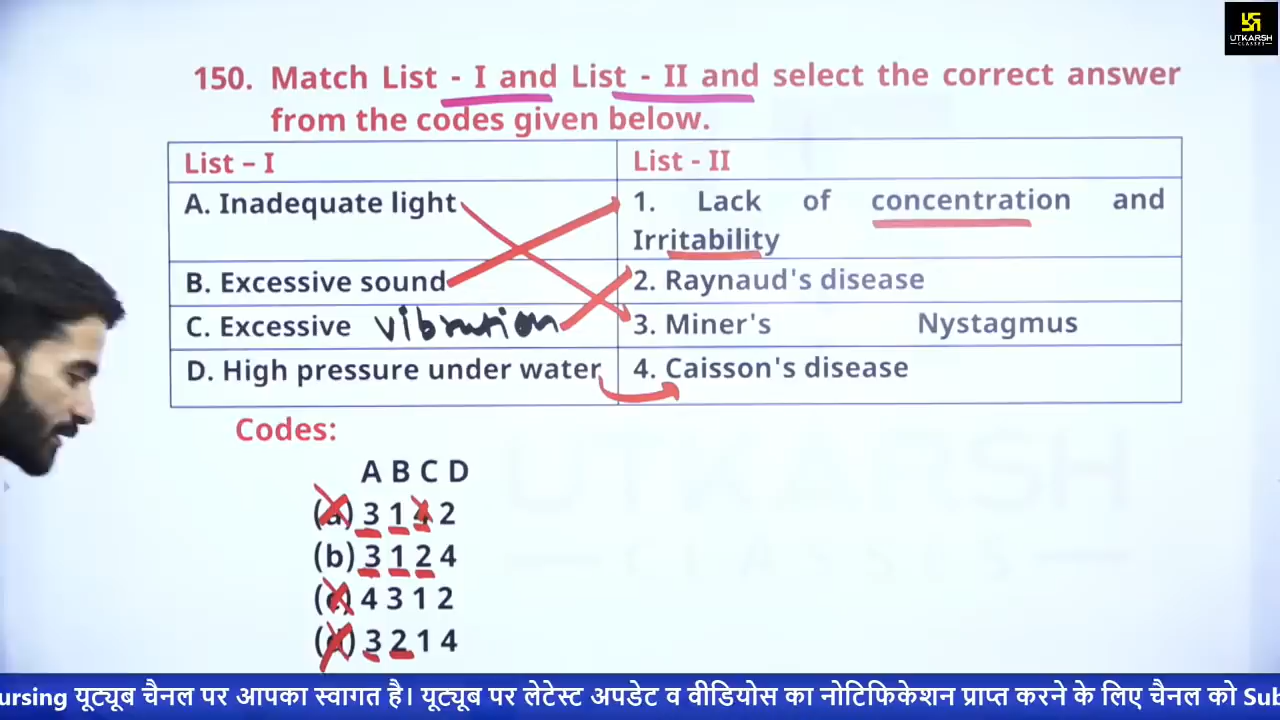 UTKARSH
CLASSES
150. Match List - I and List - II and select the correct answer
from the codes given below.
List – I
List - II
A. Inadequate light
1. Lack of concentration and
Irritability
B. Excessive sound
2. Raynaud's disease
C. Excessive vibration
3. Miner's Nystagmus
D. High pressure under water
4. Caisson's disease
Codes:
A B C D
(a) 3 1 4 2
(b) 3 1 2 4
(c) 4 3 1 2
(d) 3 2 1 4
UTKARSH
CLASSES
ursing यूट्यूब चैनल पर आपका स्वागत है। यूट्यूब पर लेटेस्ट अपडेट व वीडियोस का नोटिफिकेशन प्राप्त करने के लिए चैनल को Sub